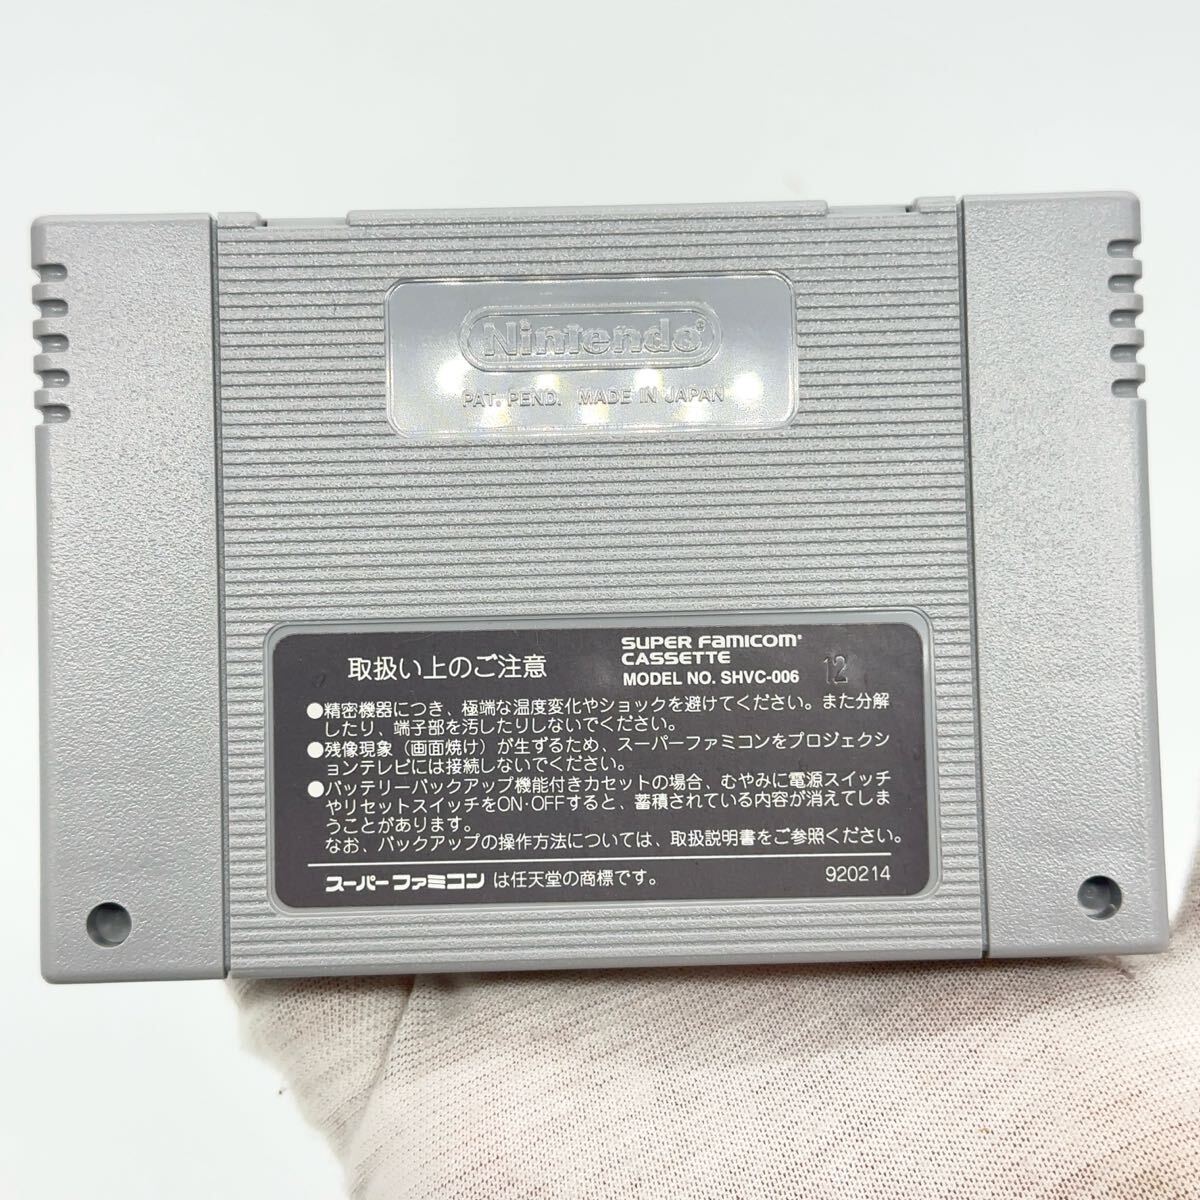 Nintendo®
PAT. PEND. MADE IN JAPAN
取扱い上のご注意
SUPER FAMICOM®
CASSETTE
MODEL NO. SHVC-006
12
●精密機器につき、極端な温度変化やショックを避けてください。また分解
したり、端子部を汚したりしないでください。
●残像現象（画面焼け）が生ずるため、スーパーファミコンをプロジェクシ
ョンテレビには接続しないでください。
●バッテリーバックアップ機能付きカセットの場合、むやみに電源スイッチ
やリセットスイッチをON･OFFすると、蓄積されている内容が消えてしま
うことがあります。
なお、バックアップの操作方法については、取扱説明書をご参照ください。
スーパーファミコンは任天堂の商標です。
920214